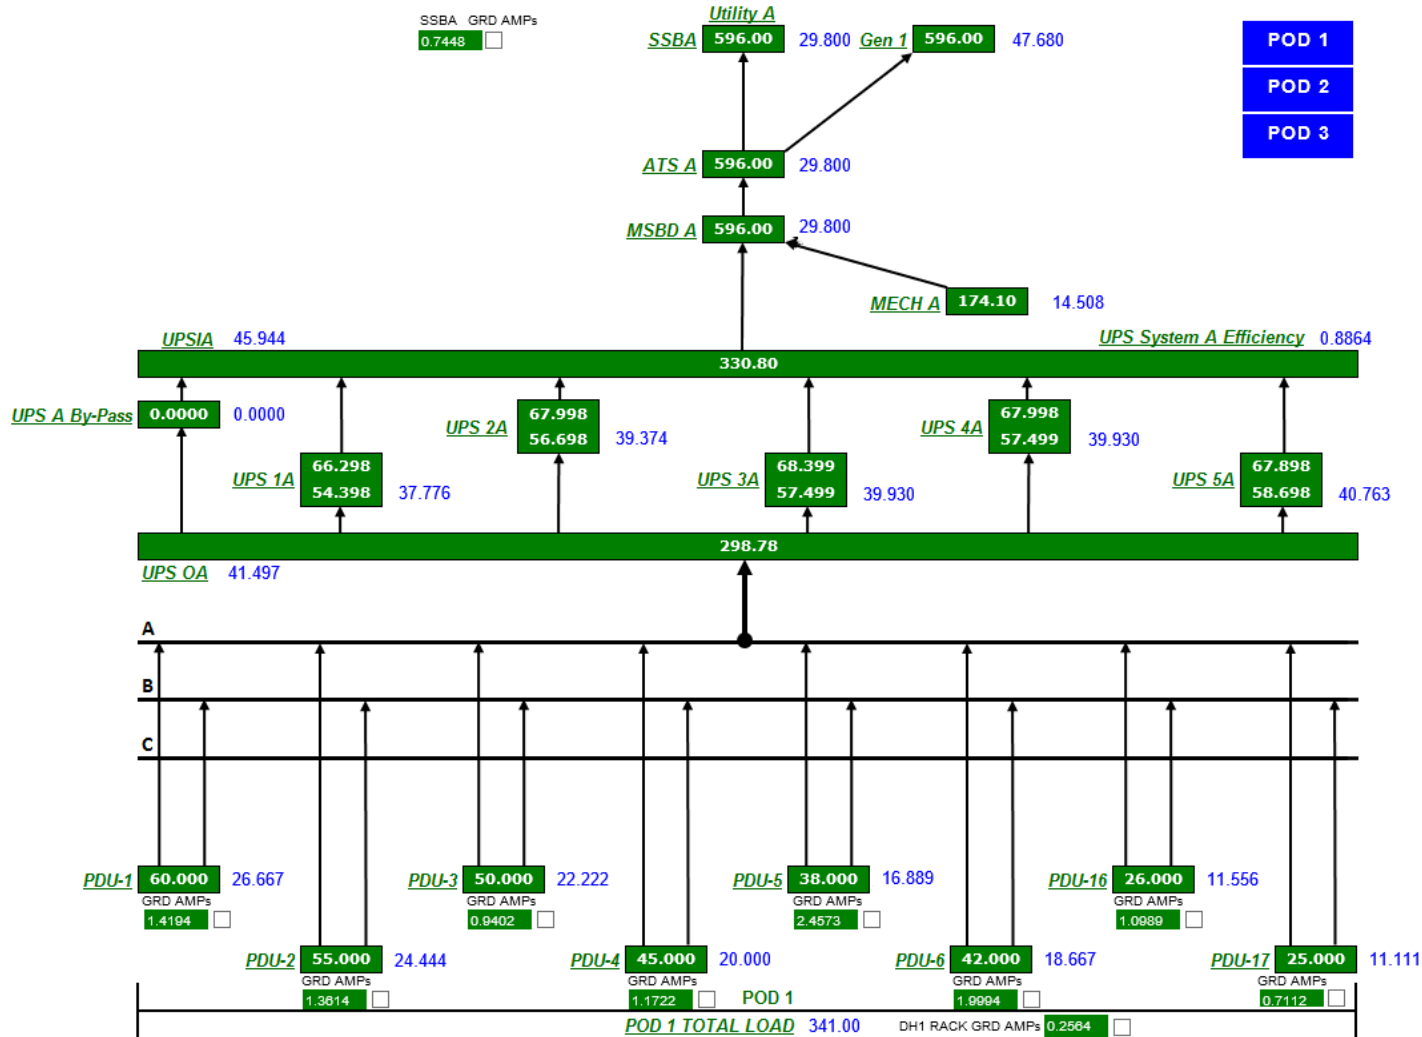 Utility A
SSBA GRD AMPs
0.7448
SSBA 596.00 29.800 Gen 1 596.00 47.680
POD 1
POD 2
POD 3
ATS A 596.00 29.800
MSBD A 596.00 29.800
MECH A 174.10 14.508
UPSIA 45.944 UPS System A Efficiency 0.8864
330.80
UPS A By-Pass 0.0000 0.0000
UPS 2A 67.998 56.698 39.374
UPS 4A 67.998 57.499 39.930
UPS 1A 66.298 54.398 37.776
UPS 3A 68.399 57.499 39.930
UPS 5A 67.898 58.698 40.763
298.78
UPS OA 41.497
A
B
C
PDU-1 60.000 26.667
GRD AMPs
1.4194
PDU-3 50.000 22.222
GRD AMPs
0.9402
PDU-5 38.000 16.889
GRD AMPs
2.4573
PDU-16 26.000 11.556
GRD AMPs
1.0989
PDU-2 55.000 24.444
GRD AMPs
1.3614
PDU-4 45.000 20.000
GRD AMPs
1.1722
PDU-6 42.000 18.667
GRD AMPs
1.9994
PDU-17 25.000 11.111
GRD AMPs
0.7112
POD 1
POD 1 TOTAL LOAD 341.00 DH1 RACK GRD AMPs 0.2564